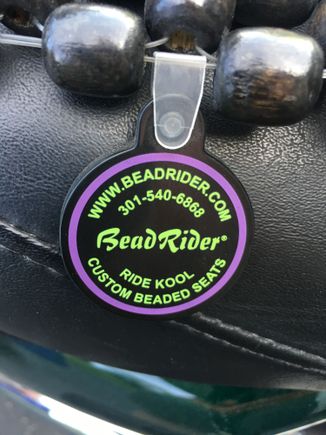 WWW.BEADRIDER.COM
301-540-6868
BeadRider®
RIDE KOOL
CUSTOM BEADED SEATS